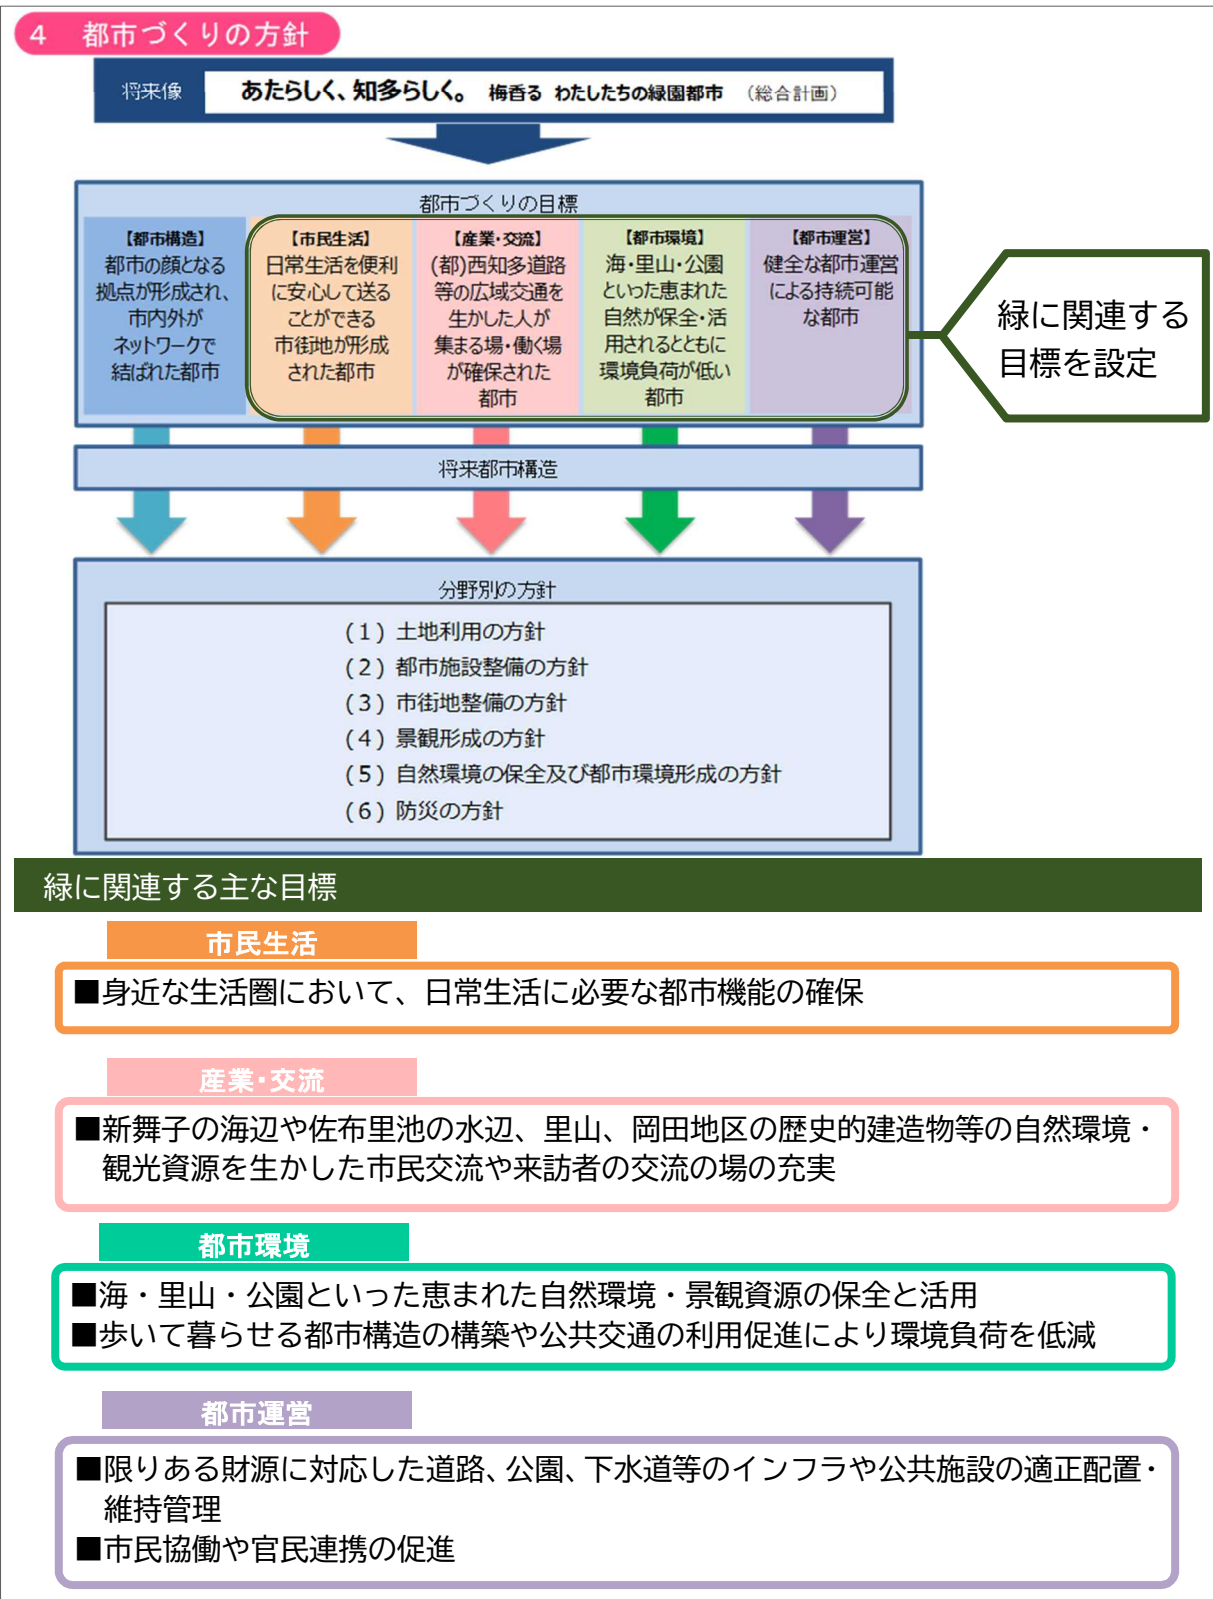 4 都市づくりの方針
将来像 あたらしく、知多らしく。 梅香る わたしたちの緑園都市 （総合計画）
都市づくりの目標
【都市構造】
都市の顔となる
拠点が形成され、
市内外が
ネットワークで
結ばれた都市
【市民生活】
日常生活を便利
に安心して送る
ことができる
市街地が形成
された都市
【産業・交流】
(都)西知多道路
等の広域交通を
生かした人が
集まる場・働く場
が確保された
都市
【都市環境】
海・里山・公園
といった恵まれた
自然が保全・活
用されるとともに
環境負荷が低い
都市
【都市運営】
健全な都市運営
による持続可能
な都市
緑に関連する
目標を設定
将来都市構造
分野別の方針
(1) 土地利用の方針
(2) 都市施設整備の方針
(3) 市街地整備の方針
(4) 景観形成の方針
(5) 自然環境の保全及び都市環境形成の方針
(6) 防災の方針
緑に関連する主な目標
市民生活
■身近な生活圏において、日常生活に必要な都市機能の確保
産業・交流
■新舞子の海辺や佐布里池の水辺、里山、岡田地区の歴史的建造物等の自然環境・
観光資源を生かした市民交流や来訪者の交流の場の充実
都市環境
■海・里山・公園といった恵まれた自然環境・景観資源の保全と活用
■歩いて暮らせる都市構造の構築や公共交通の利用促進により環境負荷を低減
都市運営
■限りある財源に対応した道路、公園、下水道等のインフラや公共施設の適正配置・
維持管理
■市民協働や官民連携の促進